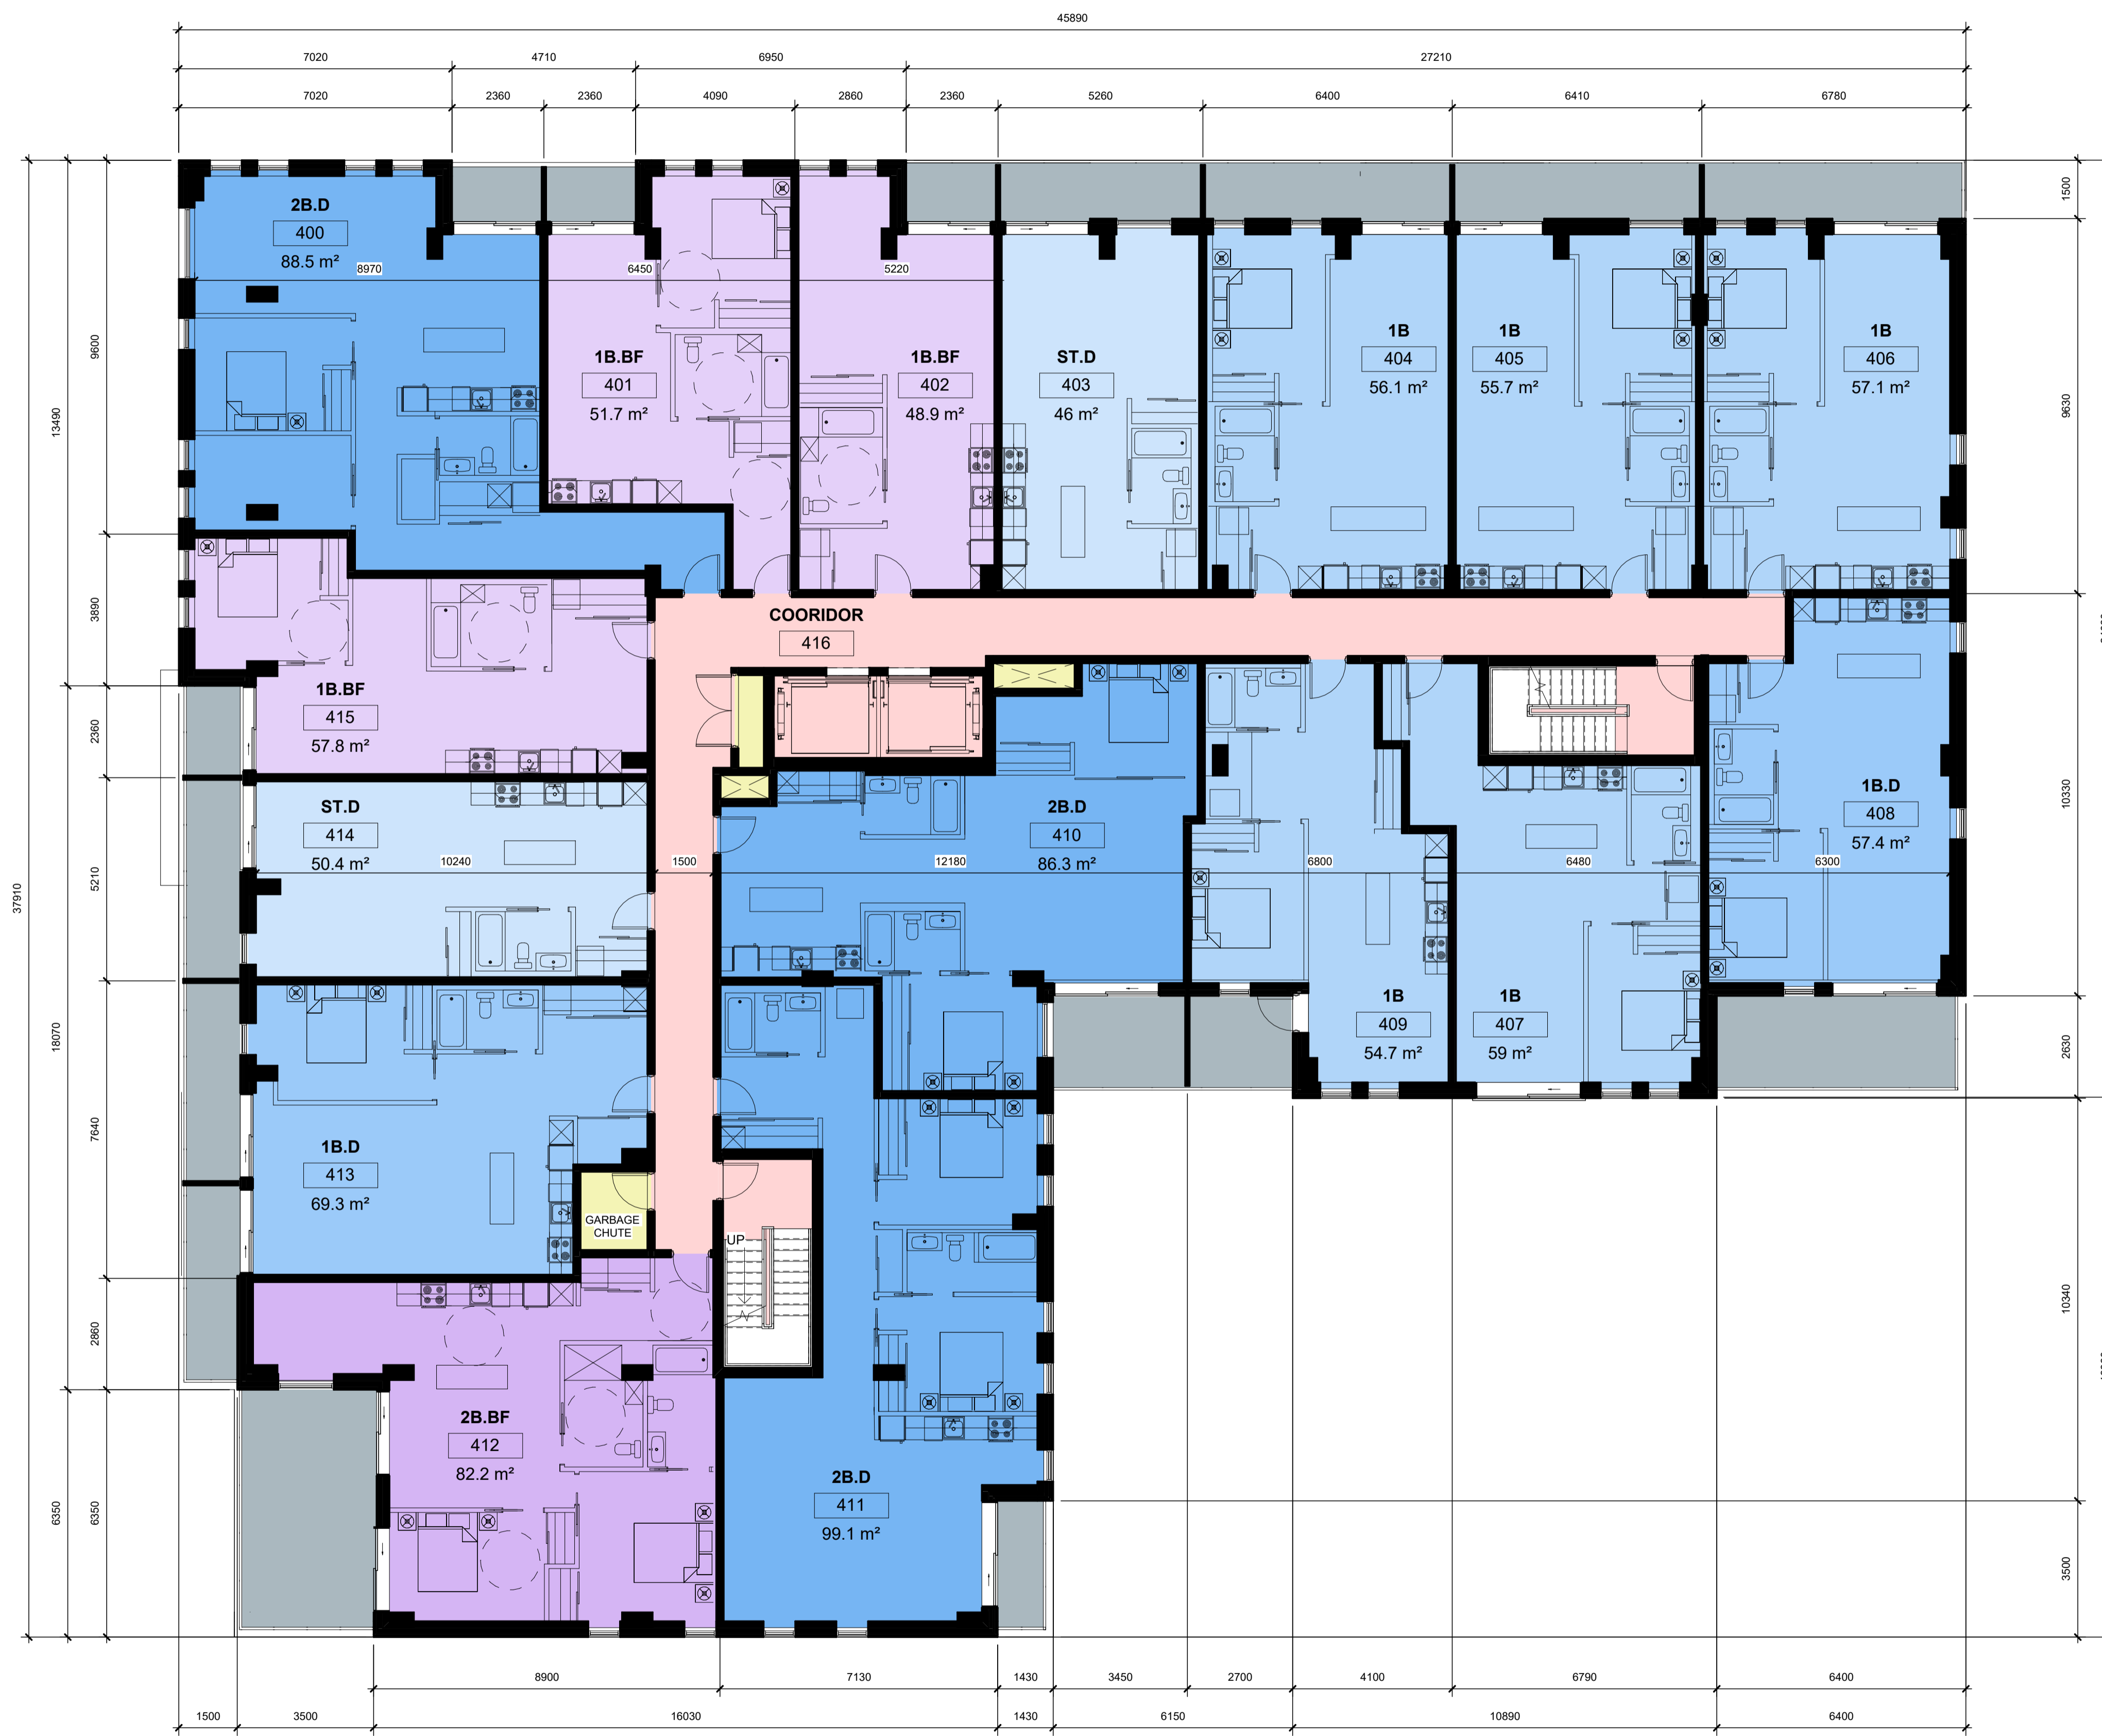 45890
7020 4710 6950 27210
7020 2360 2360 4090 2860 2360 5260 6400 6410 6780
2B.D
400
88.5 m²
8970
6450
5220
1B.BF
401
51.7 m²
1B.BF
402
48.9 m²
ST.D
403
46 m²
1B
404
56.1 m²
1B
405
55.7 m²
1B
406
57.1 m²
COORIDOR
416
1B.BF
415
57.8 m²
ST.D
414
50.4 m²
10240
1500
12180
2B.D
410
86.3 m²
6800
6480
6300
1B.D
408
57.4 m²
1B
409
54.7 m²
1B
407
59 m²
1B.D
413
69.3 m²
GARBAGE
CHUTE
UP
2B.BF
412
82.2 m²
2B.D
411
99.1 m²
37910
13490
18070
6350
9600
3890
2360
5210
7640
2860
6350
1500
9630
10330
2630
10340
3500
8900 7130 1430 3450 2700 4100 6790 6400
1500 3500 16030 1430 6150 10890 6400